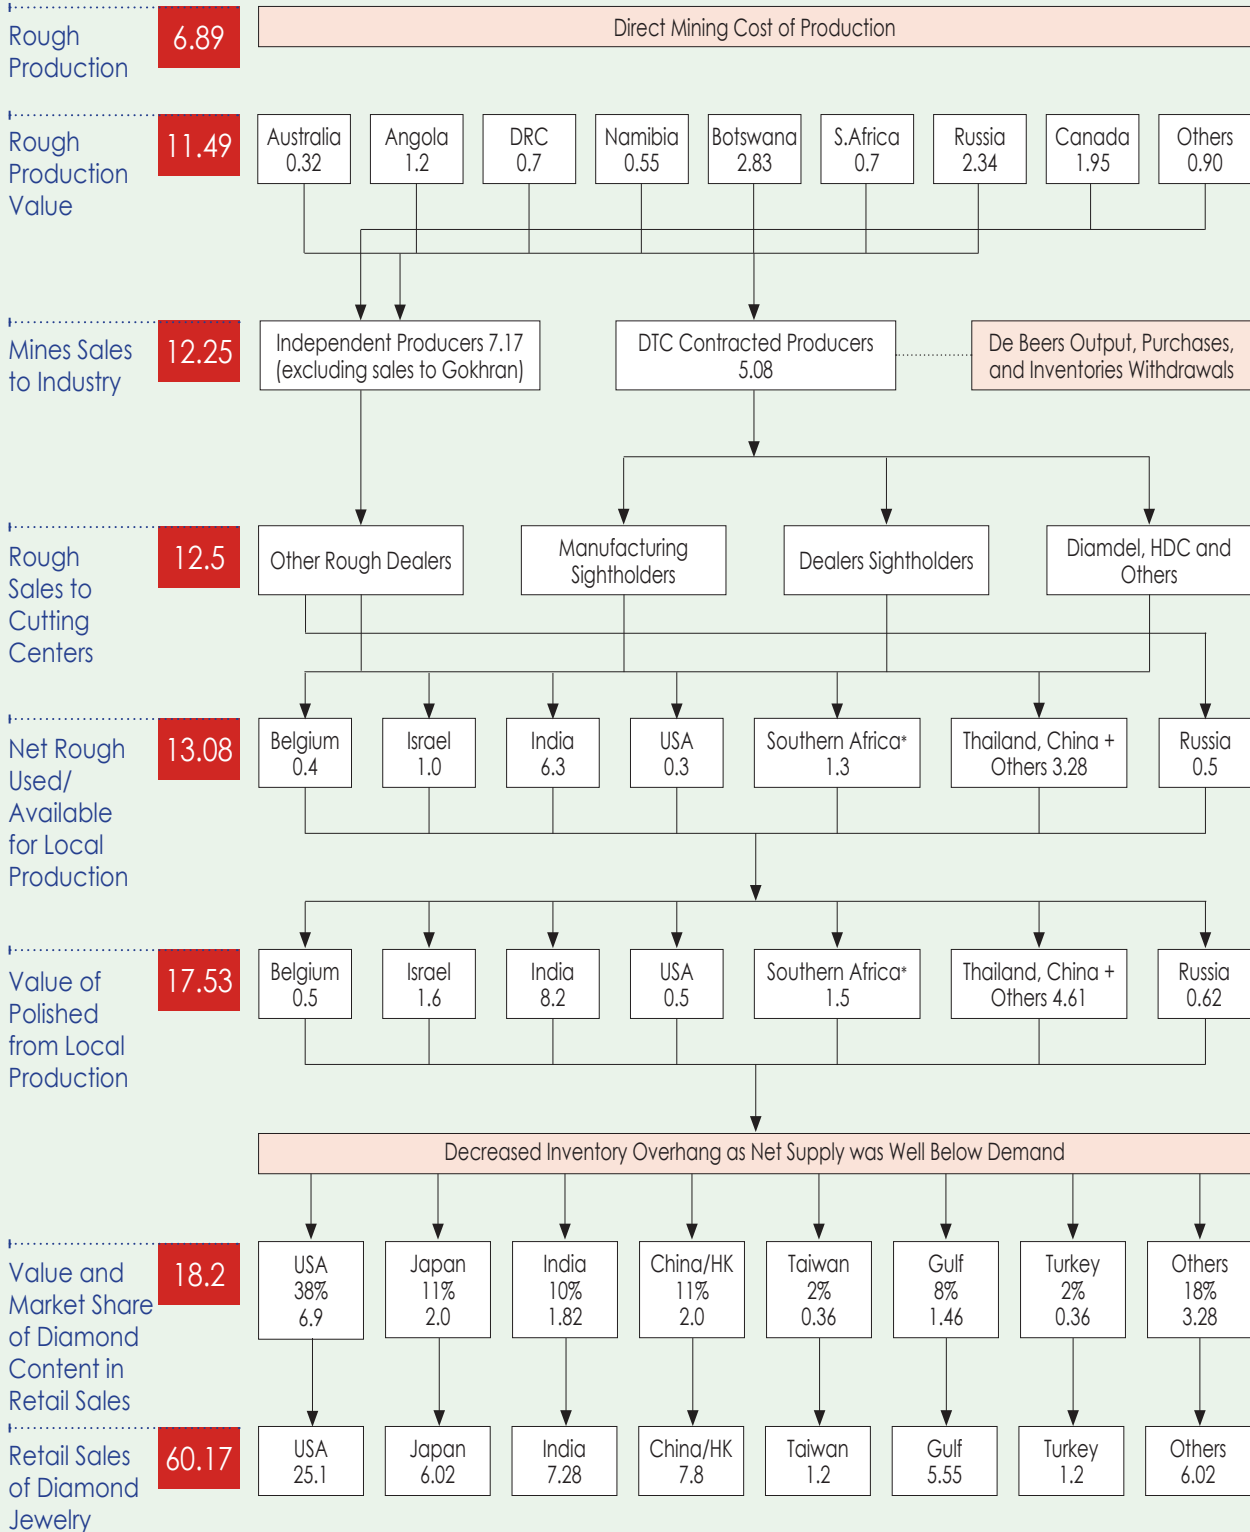 Rough
Production
6.89
Direct Mining Cost of Production
Rough
Production
Value
11.49
Australia
0.32
Angola
1.2
DRC
0.7
Namibia
0.55
Botswana
2.83
S.Africa
0.7
Russia
2.34
Canada
1.95
Others
0.90
Mines Sales
to Industry
12.25
Independent Producers 7.17
(excluding sales to Gokhran)
DTC Contracted Producers
5.08
De Beers Output, Purchases,
and Inventories Withdrawals
Rough
Sales to
Cutting
Centers
12.5
Other Rough Dealers
Manufacturing
Sightholders
Dealers Sightholders
Diamdel, HDC and
Others
Net Rough
Used/
Available
for Local
Production
13.08
Belgium
0.4
Israel
1.0
India
6.3
USA
0.3
Southern Africa*
1.3
Thailand, China +
Others 3.28
Russia
0.5
Value of
Polished
from Local
Production
17.53
Belgium
0.5
Israel
1.6
India
8.2
USA
0.5
Southern Africa*
1.5
Thailand, China +
Others 4.61
Russia
0.62
Decreased Inventory Overhang as Net Supply was Well Below Demand
Value and
Market Share
of Diamond
Content in
Retail Sales
18.2
USA
38%
6.9
Japan
11%
2.0
India
10%
1.82
China/HK
11%
2.0
Taiwan
2%
0.36
Gulf
8%
1.46
Turkey
2%
0.36
Others
18%
3.28
Retail Sales
of Diamond
Jewelry
60.17
USA
25.1
Japan
6.02
India
7.28
China/HK
7.8
Taiwan
1.2
Gulf
5.55
Turkey
1.2
Others
6.02